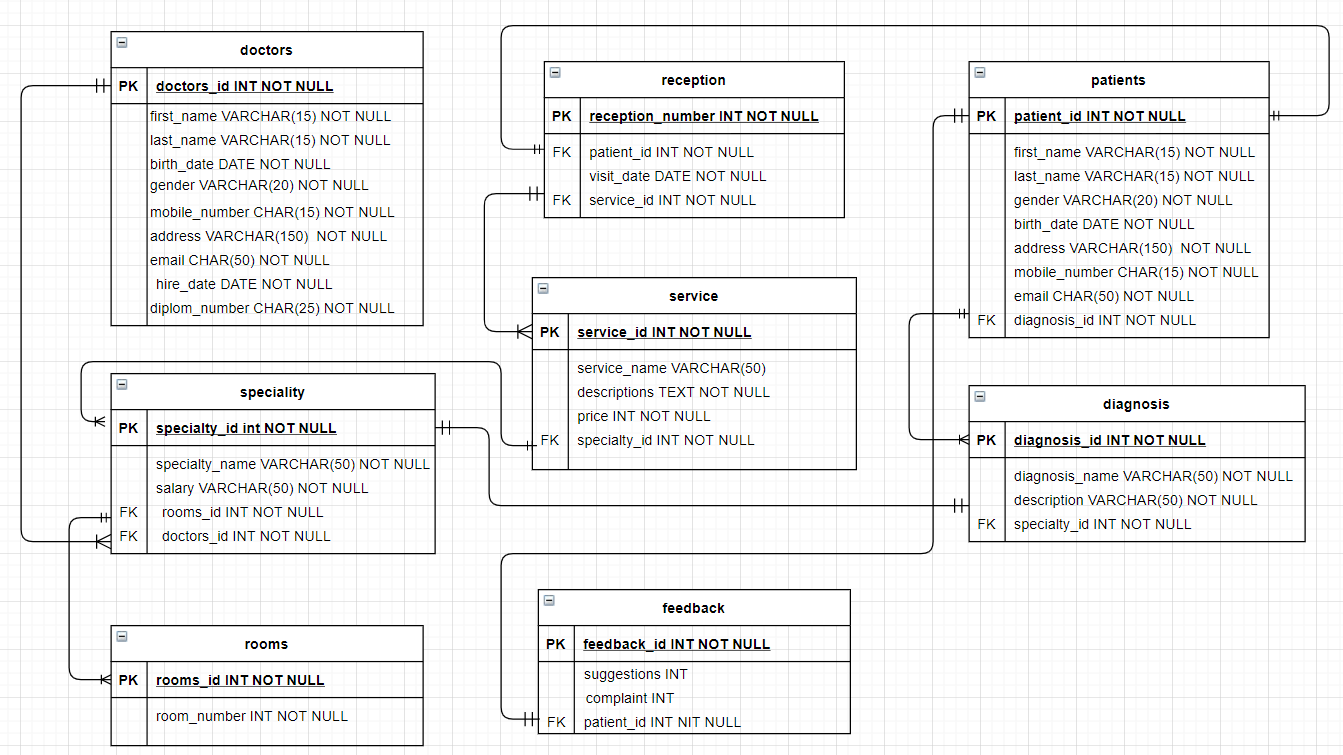 doctors
PK doctors_id INT NOT NULL
first_name VARCHAR(15) NOT NULL
last_name VARCHAR(15) NOT NULL
birth_date DATE NOT NULL
gender VARCHAR(20) NOT NULL
mobile_number CHAR(15) NOT NULL
address VARCHAR(150) NOT NULL
email CHAR(50) NOT NULL
hire_date DATE NOT NULL
diplom_number CHAR(25) NOT NULL
reception
PK reception_number INT NOT NULL
FK patient_id INT NOT NULL
visit_date DATE NOT NULL
FK service_id INT NOT NULL
patients
PK patient_id INT NOT NULL
first_name VARCHAR(15) NOT NULL
last_name VARCHAR(15) NOT NULL
gender VARCHAR(20) NOT NULL
birth_date DATE NOT NULL
address VARCHAR(150) NOT NULL
mobile_number CHAR(15) NOT NULL
email CHAR(50) NOT NULL
FK diagnosis_id INT NOT NULL
service
PK service_id INT NOT NULL
service_name VARCHAR(50)
descriptions TEXT NOT NULL
price INT NOT NULL
FK specialty_id INT NOT NULL
speciality
PK specialty_id int NOT NULL
specialty_name VARCHAR(50) NOT NULL
salary VARCHAR(50) NOT NULL
FK rooms_id INT NOT NULL
FK doctors_id INT NOT NULL
diagnosis
PK diagnosis_id INT NOT NULL
diagnosis_name VARCHAR(50) NOT NULL
description VARCHAR(50) NOT NULL
FK specialty_id INT NOT NULL
feedback
PK feedback_id INT NOT NULL
suggestions INT
complaint INT
FK patient_id INT NIT NULL
rooms
PK rooms_id INT NOT NULL
room_number INT NOT NULL